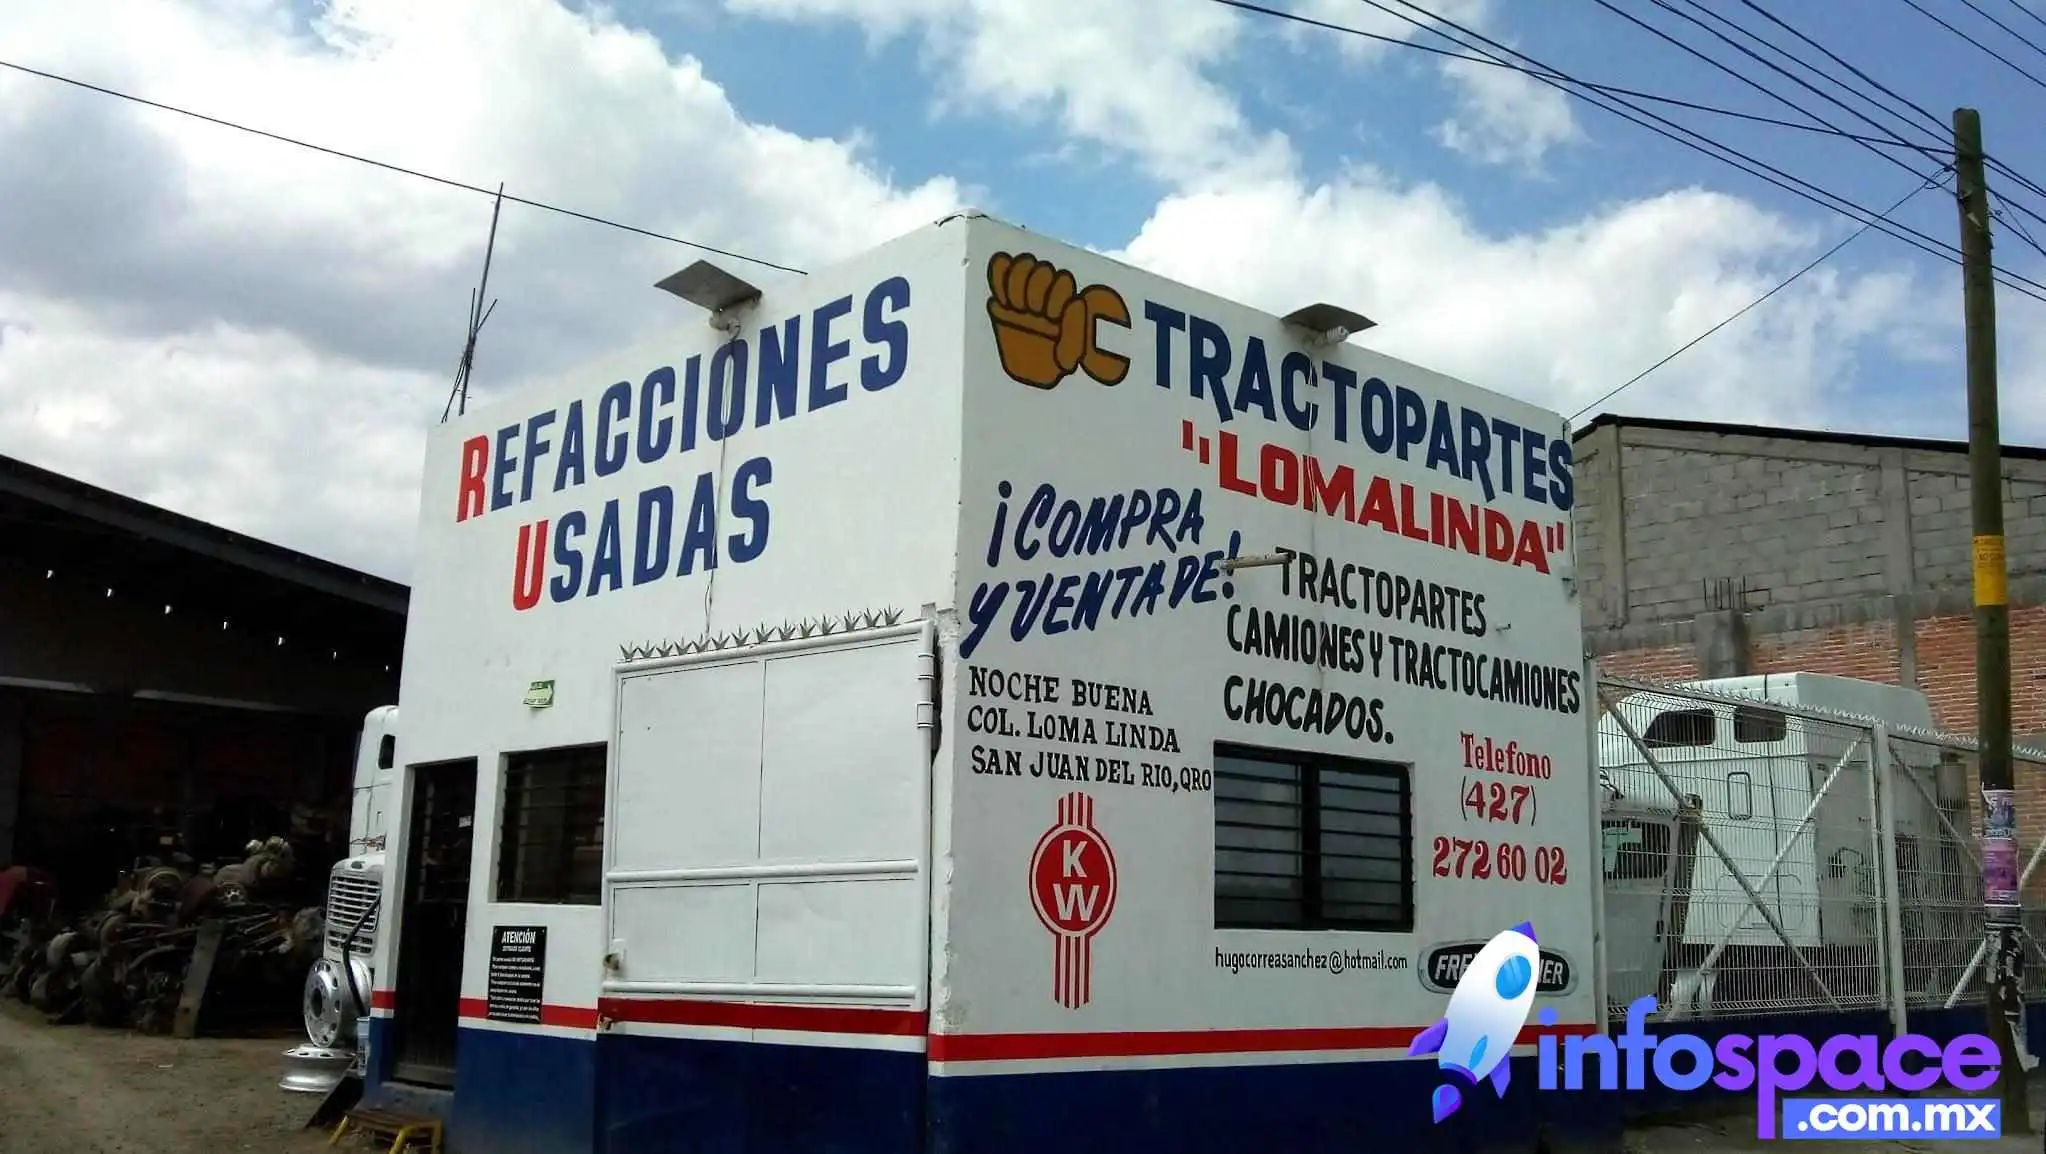 REFACCIONES
USADAS
TRACTOPARTES
"LOMALINDA"
¡COMPRA
Y VENTA DE!
TRACTOPARTES
CAMIONES Y TRACTOCAMIONES
CHOCADOS.
NOCHE BUENA
COL. LOMA LINDA
SAN JUAN DEL RIO, QRO
Telefono
(427)
272 60 02
KW
hugocorreasanchez@hotmail.com
ATENCIÓN
infospace
.com.mx